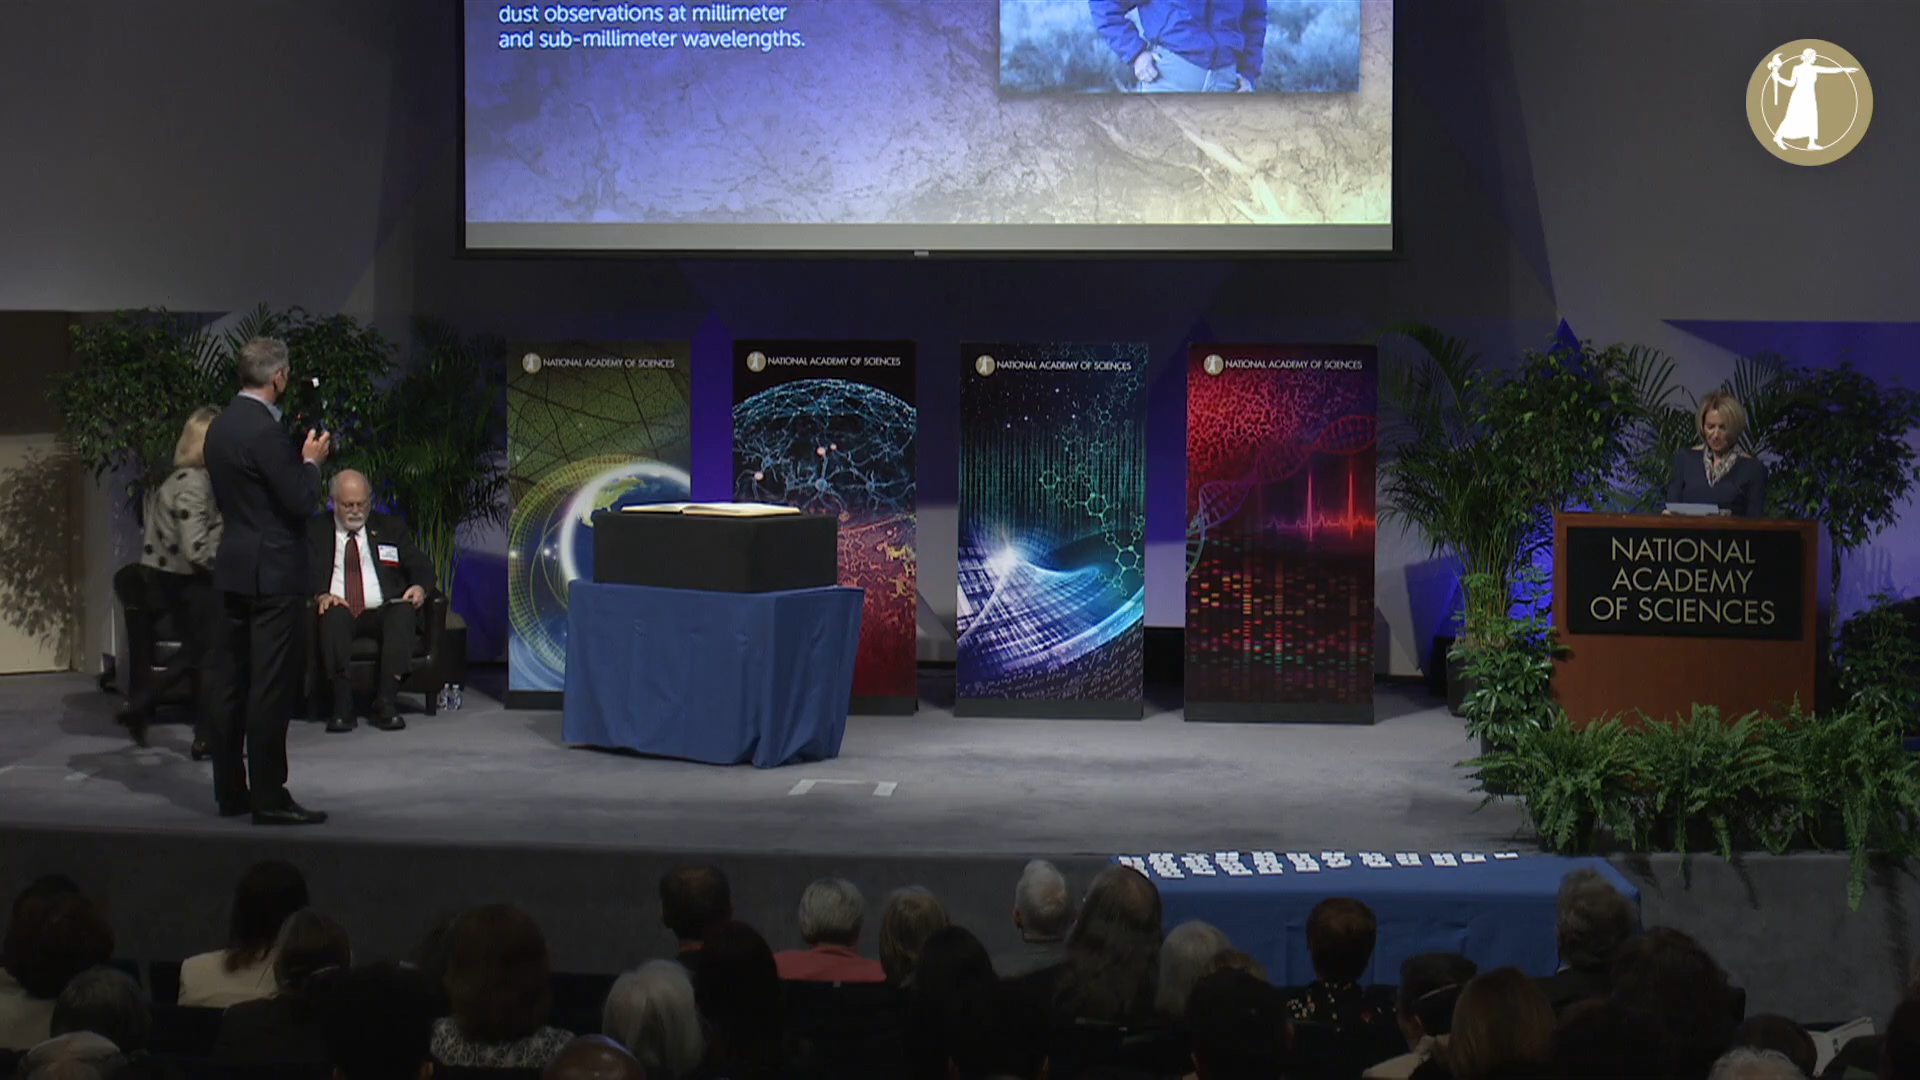 dust observations at millimeter
and sub-millimeter wavelengths.
NATIONAL ACADEMY OF SCIENCES
NATIONAL ACADEMY OF SCIENCES
NATIONAL ACADEMY OF SCIENCES
NATIONAL ACADEMY OF SCIENCES
NATIONAL
ACADEMY
OF SCIENCES